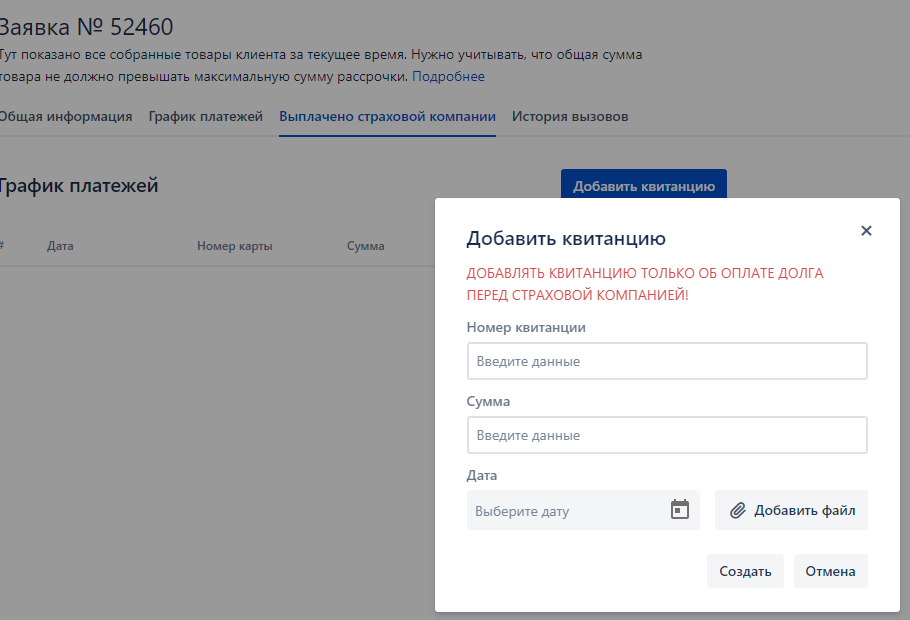 Заявка № 52460
Тут показано все собранные товары клиента за текущее время. Нужно учитывать, что общая сумма
товара не должно превышать максимальную сумму рассрочки. Подробнее
Общая информация График платежей Выплачено страховой компании История вызовов
График платежей
Добавить квитанцию
# Дата Номер карты Сумма
Добавить квитанцию
ДОБАВЛЯТЬ КВИТАНЦИЮ ТОЛЬКО ОБ ОПЛАТЕ ДОЛГА
ПЕРЕД СТРАХОВОЙ КОМПАНИЕЙ!
Номер квитанции
Введите данные
Сумма
Введите данные
Дата
Выберите дату
Добавить файл
Создать Отмена